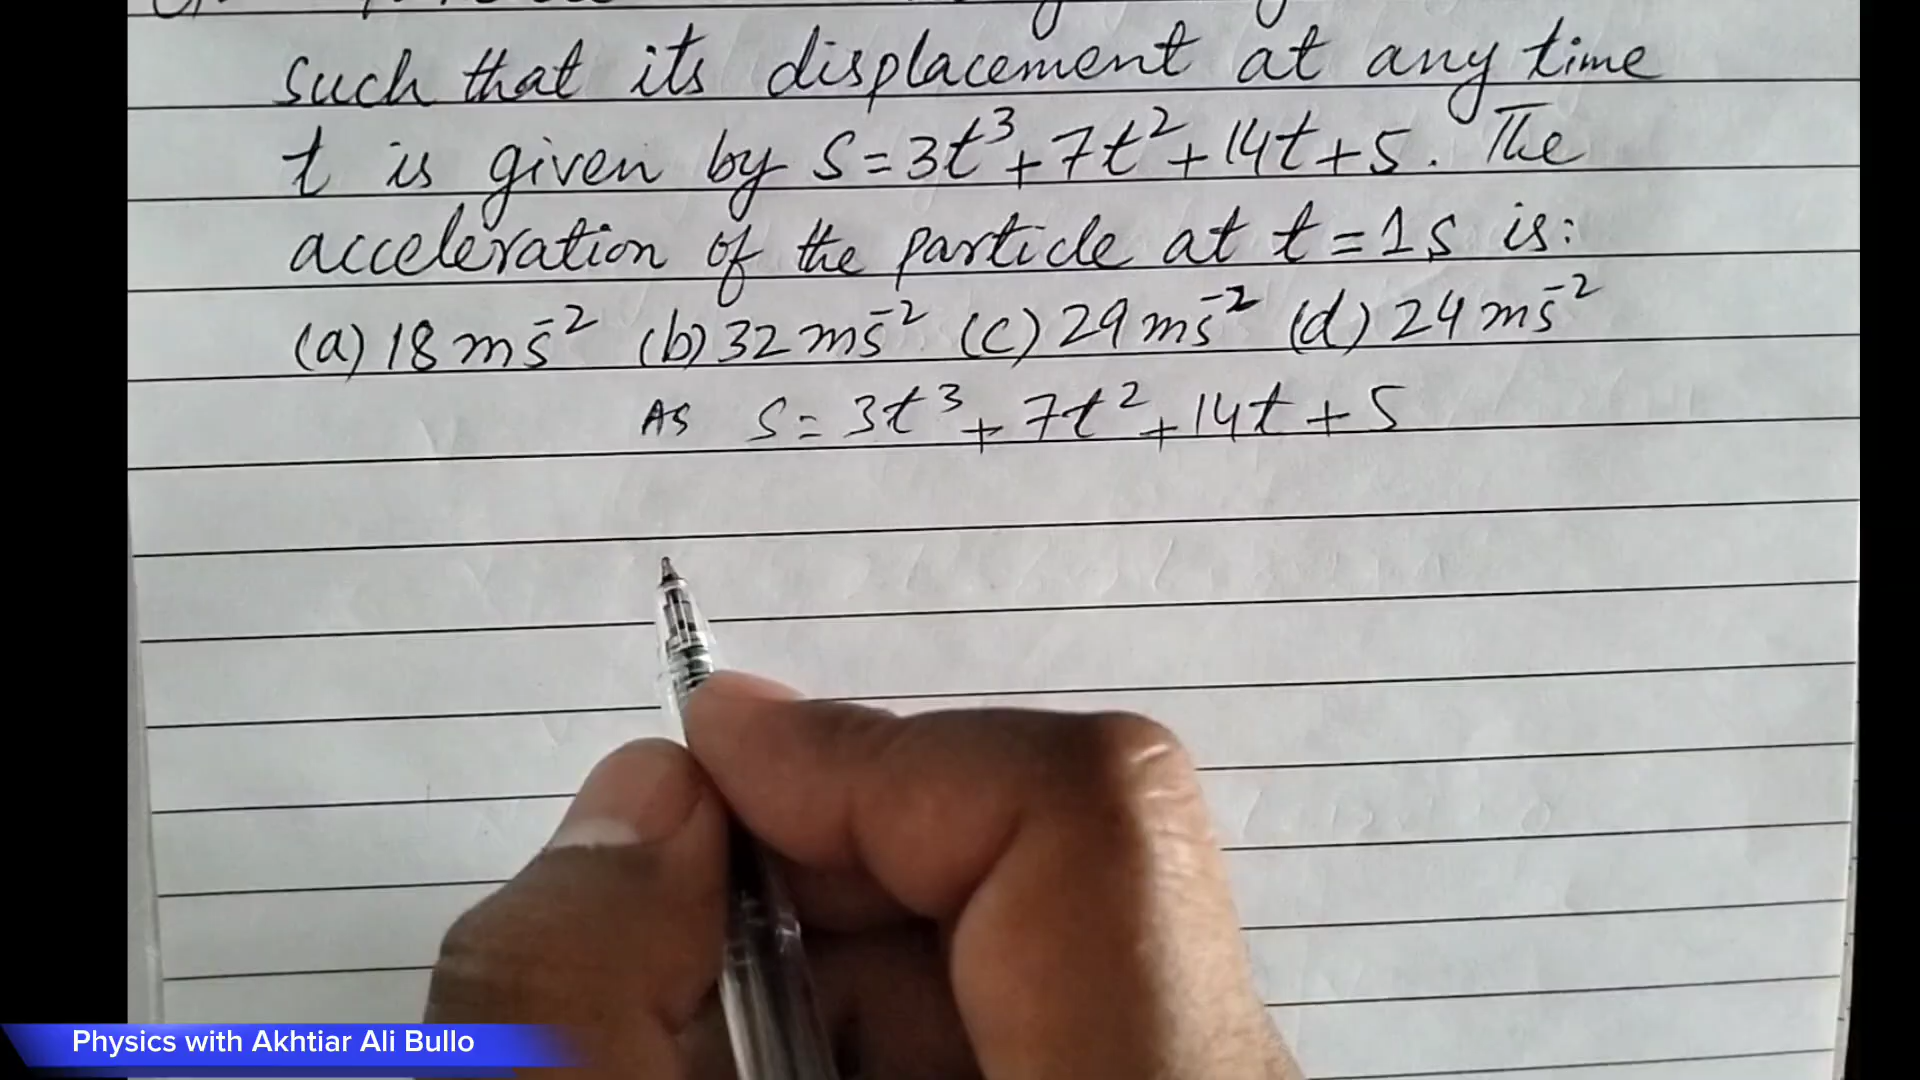 such that its displacement at any time
t is given by S=3t³+7t²+14t+5. The
acceleration of the particle at t=1s is:
(a) 18 ms⁻² (b) 32 ms⁻² (c) 29 ms⁻² (d) 24 ms⁻²
As S=3t³+7t²+14t+5
Physics with Akhtiar Ali Bullo